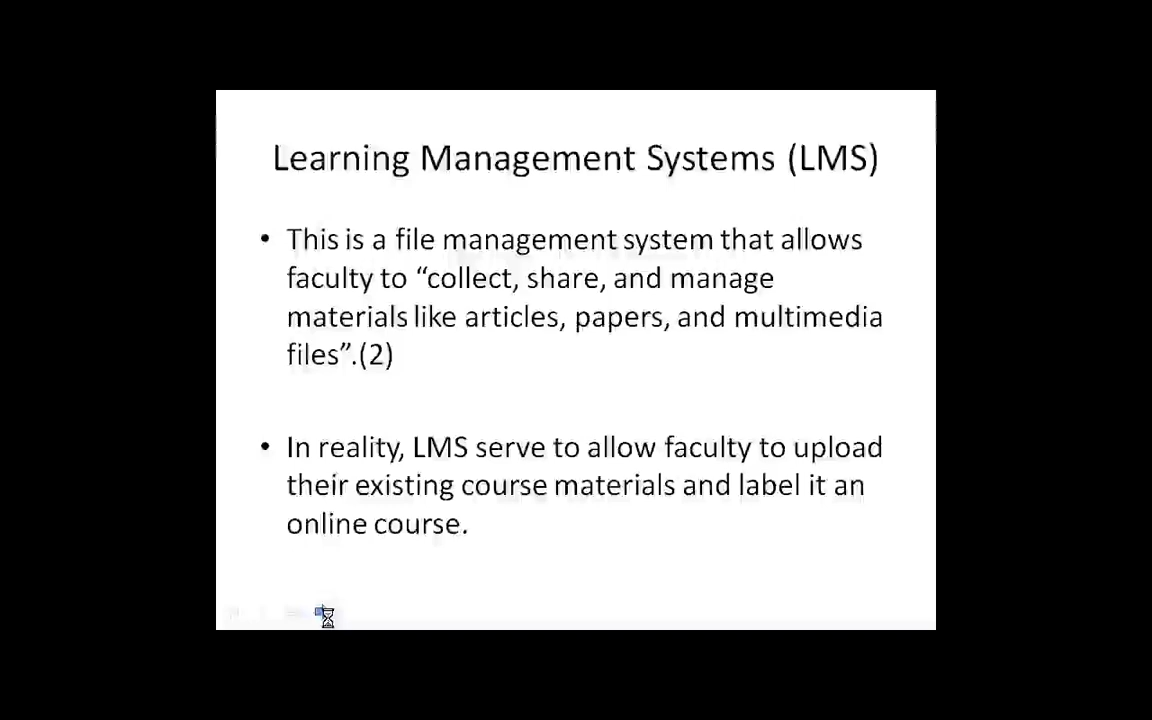 Learning Management Systems (LMS)
• This is a file management system that allows
faculty to “collect, share, and manage
materials like articles, papers, and multimedia
files”.(2)
• In reality, LMS serve to allow faculty to upload
their existing course materials and label it an
online course.